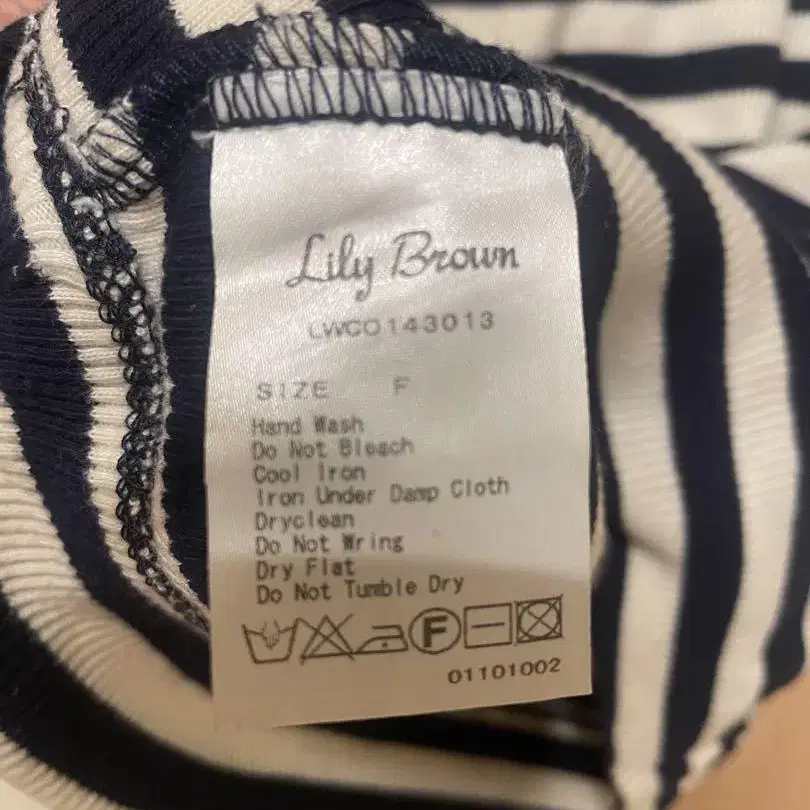 Lily Brown
LWCO143013
SIZE F
Hand Wash
Do Not Bleach
Cool Iron
Iron Under Damp Cloth
Dryclean
Do Not Wring
Dry Flat
Do Not Tumble Dry
F
01101002